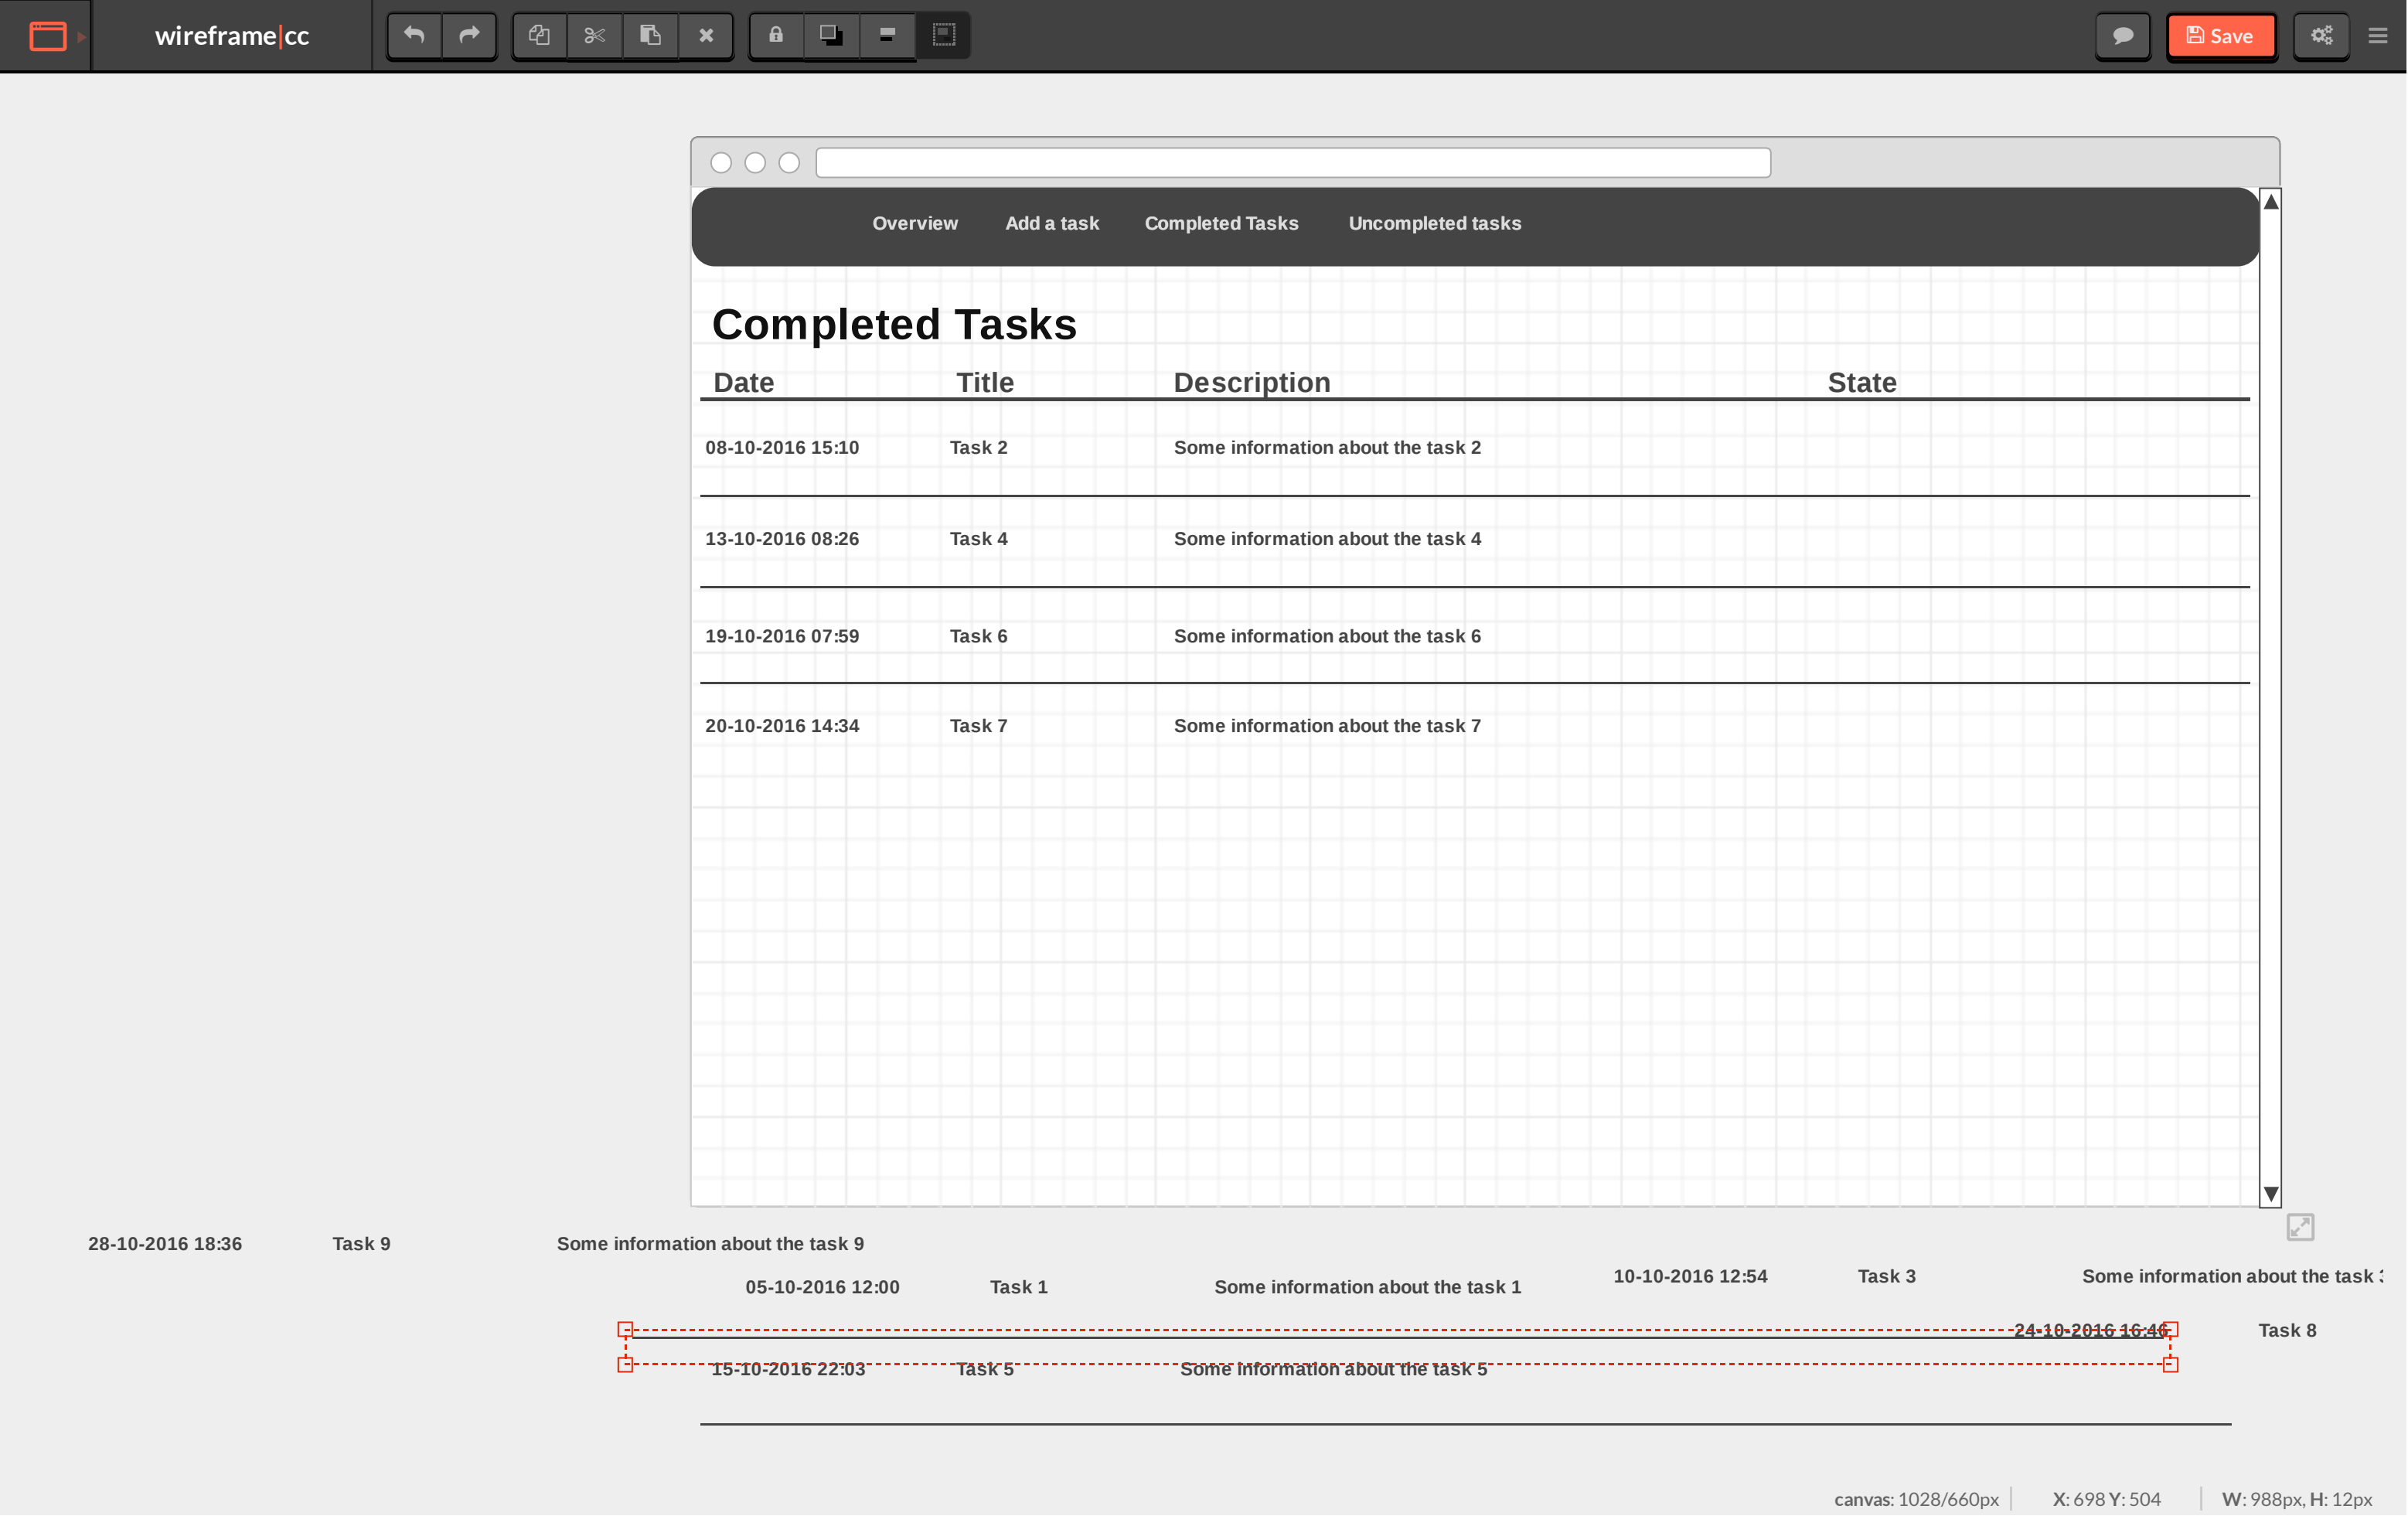 wireframe|cc Save
Overview Add a task Completed Tasks Uncompleted tasks
Completed Tasks
Date Title Description State
08-10-2016 15:10 Task 2 Some information about the task 2
13-10-2016 08:26 Task 4 Some information about the task 4
19-10-2016 07:59 Task 6 Some information about the task 6
20-10-2016 14:34 Task 7 Some information about the task 7
28-10-2016 18:36 Task 9 Some information about the task 9
10-10-2016 12:54 Task 3 Some information about the task
05-10-2016 12:00 Task 1 Some information about the task 1
24-10-2016 16:46 Task 8
15-10-2016 22:03 Task 5 Some information about the task 5
canvas: 1028/660px X: 698 Y: 504 W: 988px, H: 12px